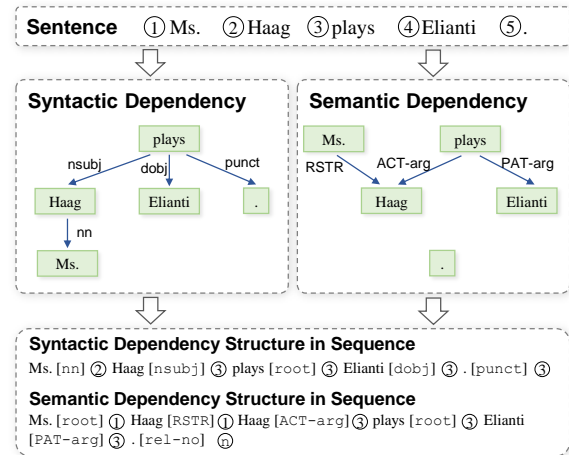 Sentence ① Ms. ② Haag ③ plays ④ Elianti ⑤ .
Syntactic Dependency
plays
nsubj
dobj
punct
Haag
Elianti
.
nn
Ms.
Semantic Dependency
Ms.
plays
RSTR
ACT-arg
PAT-arg
Haag
Elianti
.
Syntactic Dependency Structure in Sequence
Ms. [nn] ② Haag [nsubj] ③ plays [root] ③ Elianti [dobj] ③ . [punct] ③
Semantic Dependency Structure in Sequence
Ms. [root] ① Haag [RSTR] ① Haag [ACT-arg] ③ plays [root] ③ Elianti
[PAT-arg] ③ . [rel-no] ⓝ